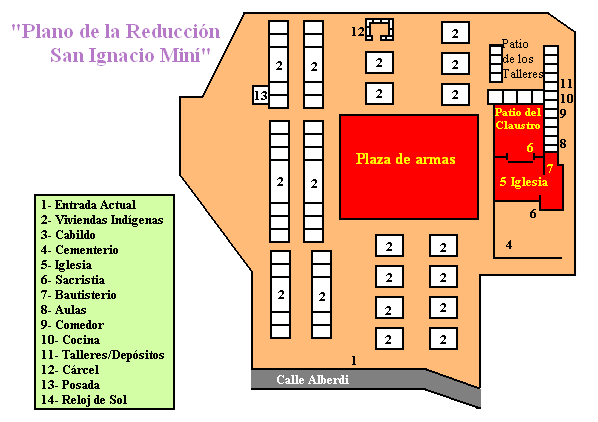 "Plano de la Reducción
San Ignacio Miní"
12
2
Patio
de los
Talleres
2
2
2
2
2
2
13
11
10
9
8
Patio del
Claustro
6
7
5 Iglesia
6
4
Plaza de armas
2
2
1- Entrada Actual
2- Viviendas Indígenas
3- Cabildo
4- Cementerio
5- Iglesia
6- Sacristia
7- Bautisterio
8- Aulas
9- Comedor
10- Cocina
11- Talleres/Depósitos
12- Cárcel
13- Posada
14- Reloj de Sol
2
2
2
2
2
2
2
2
2
2
1
Calle Alberdi